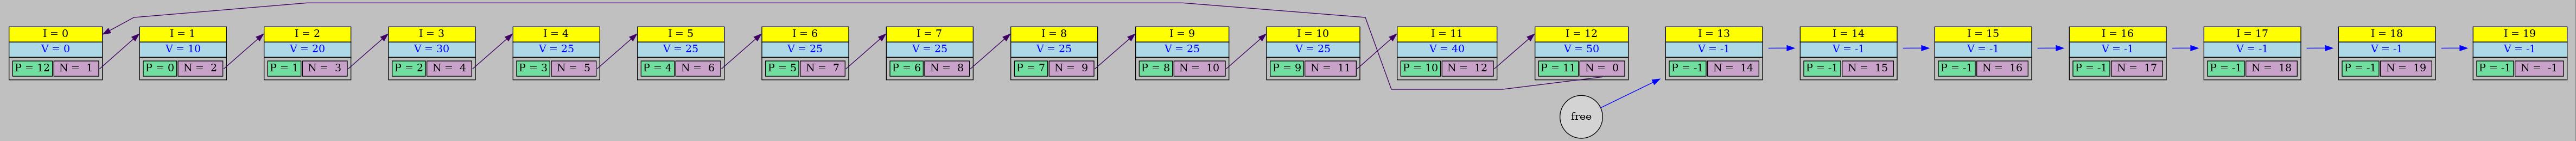 I = 0
V = 0
P = 12 N = 1
I = 1
V = 10
P = 0 N = 2
I = 2
V = 20
P = 1 N = 3
I = 3
V = 30
P = 2 N = 4
I = 4
V = 25
P = 3 N = 5
I = 5
V = 25
P = 4 N = 6
I = 6
V = 25
P = 5 N = 7
I = 7
V = 25
P = 6 N = 8
I = 8
V = 25
P = 7 N = 9
I = 9
V = 25
P = 8 N = 10
I = 10
V = 25
P = 9 N = 11
I = 11
V = 40
P = 10 N = 12
I = 12
V = 50
P = 11 N = 0
I = 13
V = -1
P = -1 N = 14
I = 14
V = -1
P = -1 N = 15
I = 15
V = -1
P = -1 N = 16
I = 16
V = -1
P = -1 N = 17
I = 17
V = -1
P = -1 N = 18
I = 18
V = -1
P = -1 N = 19
I = 19
V = -1
P = -1 N = -1
free